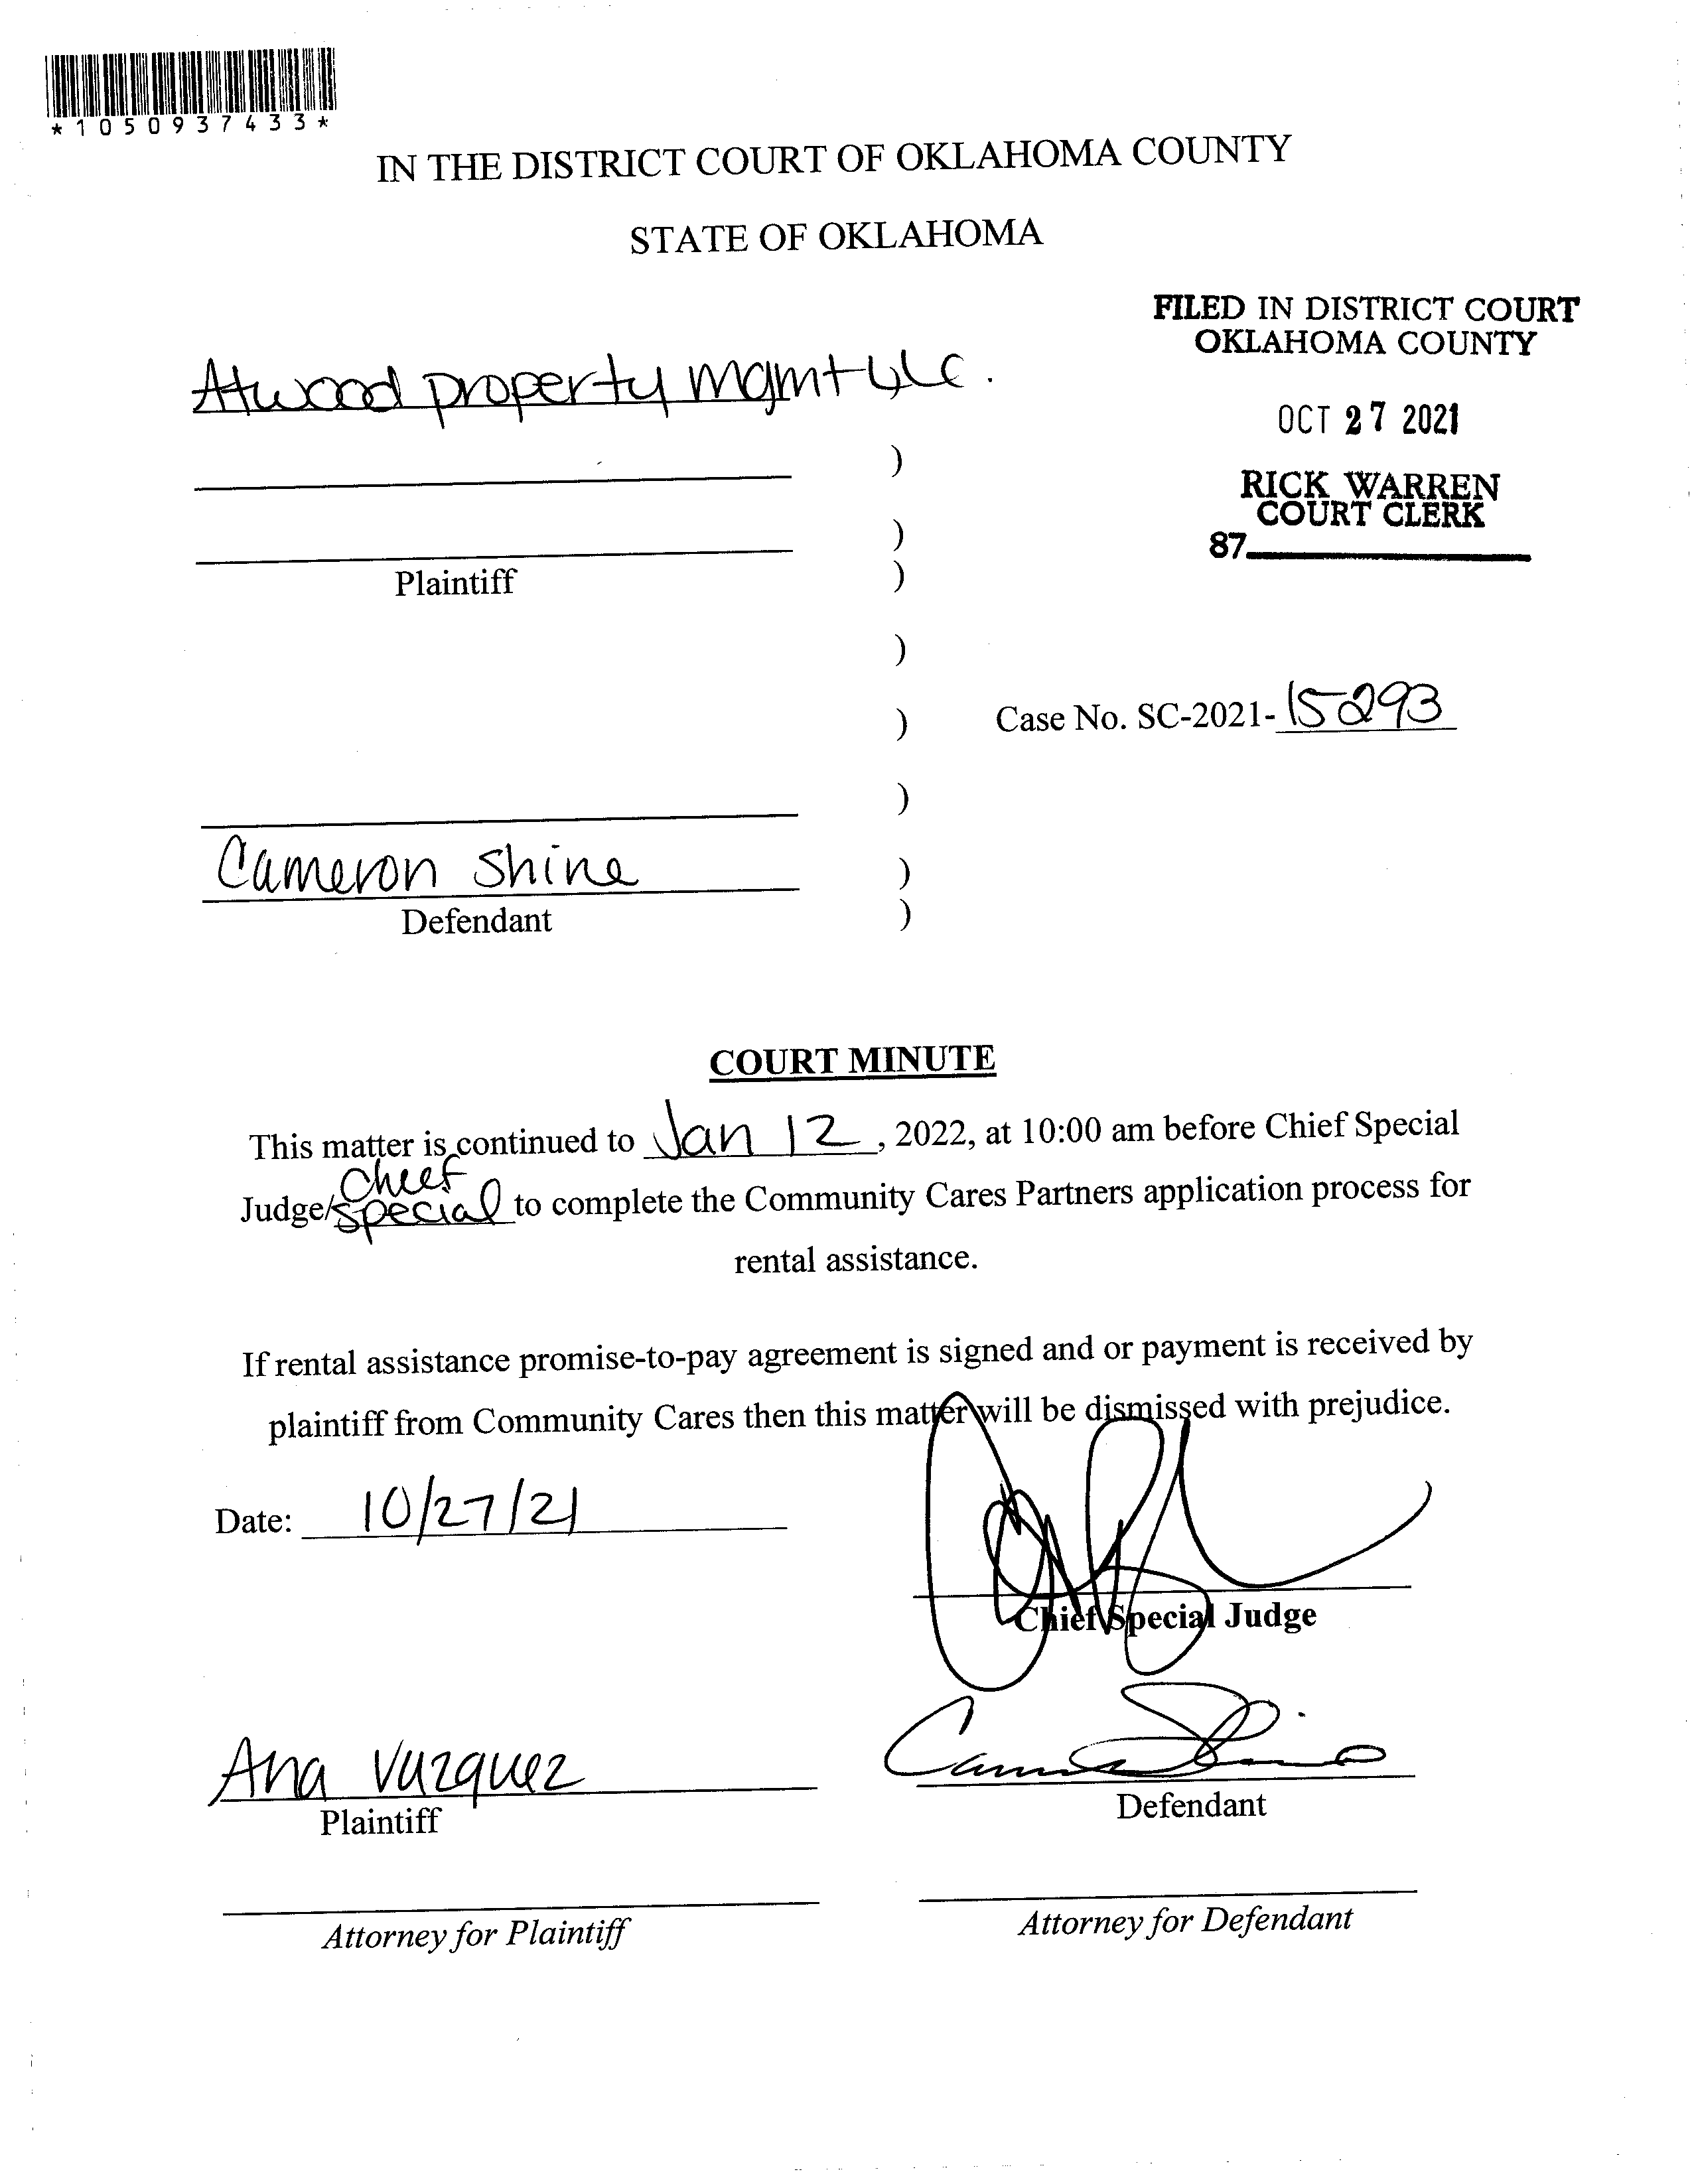 *1050937433*
IN THE DISTRICT COURT OF OKLAHOMA COUNTY
STATE OF OKLAHOMA
FILED IN DISTRICT COURT
OKLAHOMA COUNTY
OCT 27 2021
RICK WARREN
COURT CLERK
87
Atwood property mgmt LLC.
)
)
Plaintiff )
)
) Case No. SC-2021-15293
)
Cameron Shine )
Defendant )
COURT MINUTE
This matter is continued to Jan 12, 2022, at 10:00 am before Chief Special
Chief
Judge/special to complete the Community Cares Partners application process for
rental assistance.
If rental assistance promise-to-pay agreement is signed and or payment is received by
plaintiff from Community Cares then this matter will be dismissed with prejudice.
Date: 10/27/21
Chief Special Judge
Ana Vazquez
Plaintiff
Defendant
Attorney for Plaintiff
Attorney for Defendant